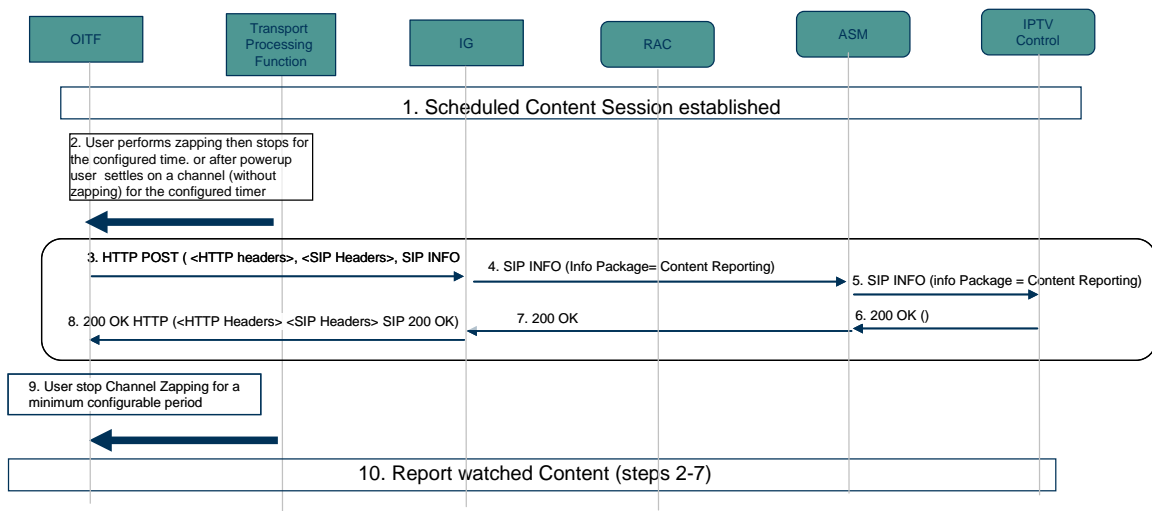 OITF
Transport
Processing
Function
IG
RAC
ASM
IPTV
Control
1. Scheduled Content Session established
2. User performs zapping then stops for
the configured time. or after powerup
user settles on a channel (without
zapping) for the configured timer
3. HTTP POST ( <HTTP headers>, <SIP Headers>, SIP INFO
4. SIP INFO (Info Package= Content Reporting)
5. SIP INFO (info Package = Content Reporting)
6. 200 OK ()
7. 200 OK
8. 200 OK HTTP (<HTTP Headers> <SIP Headers> SIP 200 OK)
9. User stop Channel Zapping for a
minimum configurable period
10. Report watched Content (steps 2-7)